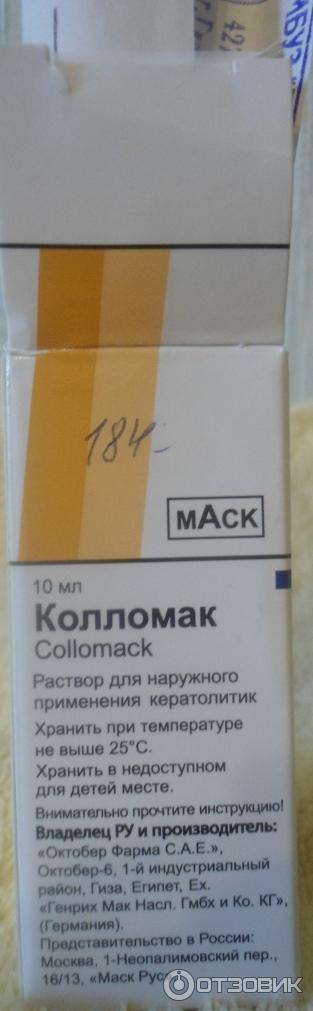 184-
MACK
10 мл
Колломак
Collomack
Раствор для наружного
применения кератолитик
Хранить при температуре
не выше 25°С.
Хранить в недоступном
для детей месте.
Внимательно прочтите инструкцию!
Владелец РУ и производитель:
«Октобер Фарма С.А.Е.»,
Октобер-6, 1-й индустриальный
район, Гиза, Египет, Ех.
«Генрих Мак Насл. Гмбх и Ко. КГ»,
(Германия).
Представительство в России:
Москва, 1-Неопалимовский пер.,
16/13, «Маск
ОТЗОВИК